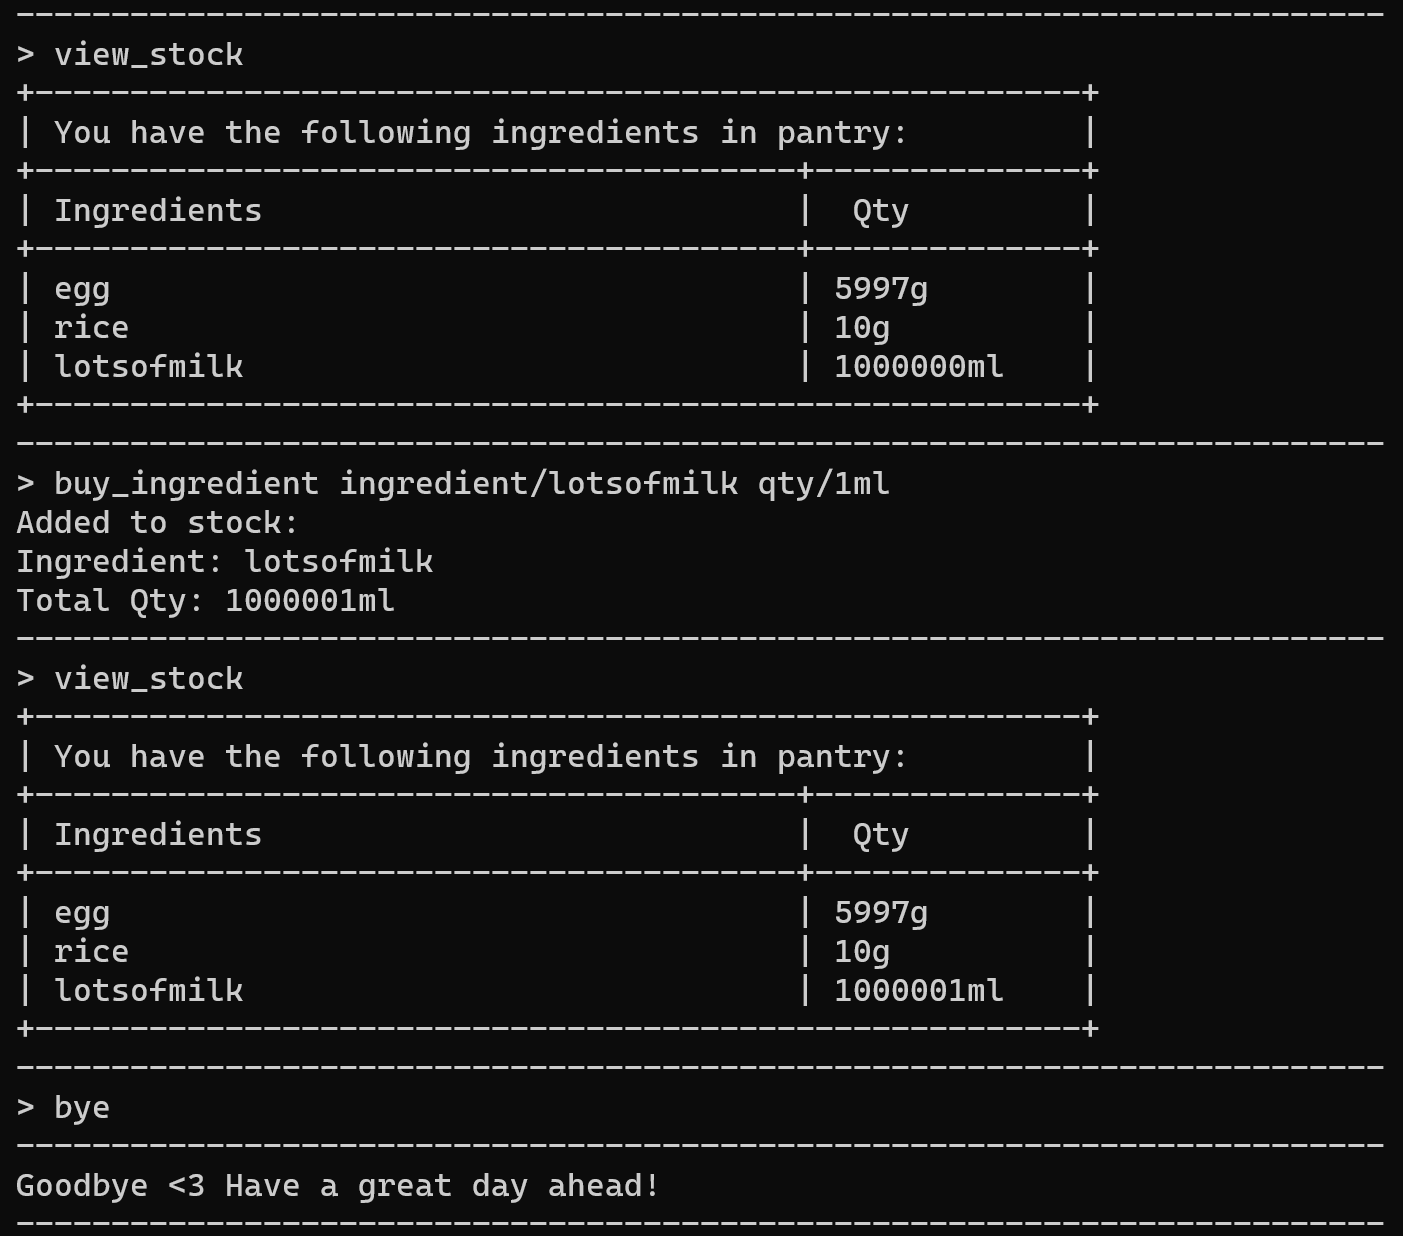 ------------------------------------------------------------------------
> view_stock
+-------------------------------------------------------+
| You have the following ingredients in pantry:         |
+----------------------------------------+--------------+
| Ingredients                            |  Qty         |
+----------------------------------------+--------------+
| egg                                    | 5997g        |
| rice                                   | 10g          |
| lotsofmilk                             | 1000000ml    |
+-------------------------------------------------------+
------------------------------------------------------------------------
> buy_ingredient ingredient/lotsofmilk qty/1ml
Added to stock:
Ingredient: lotsofmilk
Total Qty: 1000001ml
------------------------------------------------------------------------
> view_stock
+-------------------------------------------------------+
| You have the following ingredients in pantry:         |
+----------------------------------------+--------------+
| Ingredients                            |  Qty         |
+----------------------------------------+--------------+
| egg                                    | 5997g        |
| rice                                   | 10g          |
| lotsofmilk                             | 1000001ml    |
+-------------------------------------------------------+
------------------------------------------------------------------------
> bye
------------------------------------------------------------------------
Goodbye <3 Have a great day ahead!
------------------------------------------------------------------------